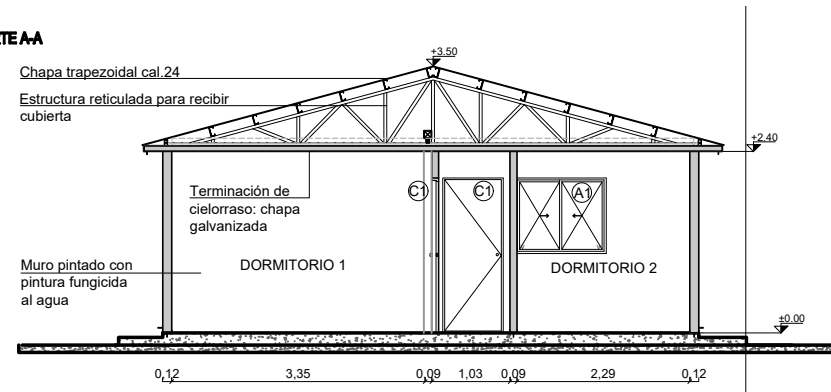 TE A-A
+3.50
Chapa trapezoidal cal.24
Estructura reticulada para recibir
cubierta
+2.40
Terminación de
cielorraso: chapa
galvanizada
C1
C1
A1
Muro pintado con
pintura fungicida
al agua
DORMITORIO 1
DORMITORIO 2
±0.00
0,12
3,35
0,09
1,03
0,09
2,29
0,12